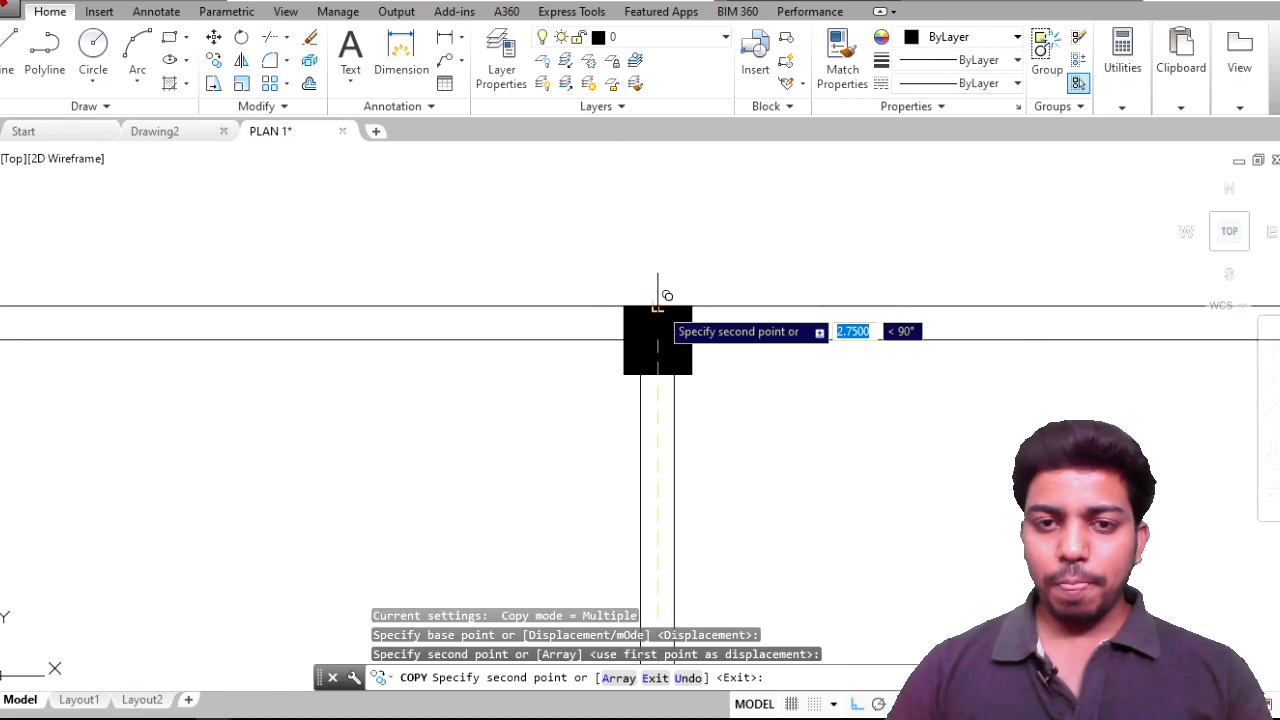 Home Insert Annotate Parametric View Manage Output Add-ins A360 Express Tools Featured Apps BIM 360 Performance
0 ByLayer
Polyline Circle Arc Text Dimension Layer Properties Insert Match Properties ByLayer ByLayer Group Utilities Clipboard View
Draw Modify Annotation Layers Block Properties Groups
Start Drawing2 PLAN 1*
[Top][2D Wireframe]
N
W TOP E
S
WCS
Specify second point or 2.7500 < 90°
Y
Current settings: Copy mode = Multiple
Specify base point or [Displacement/mOde] <Displacement>:
Specify second point or [Array] <use first point as displacement>:
X
COPY Specify second point or [Array Exit Undo] <Exit>:
Model Layout1 Layout2
MODEL